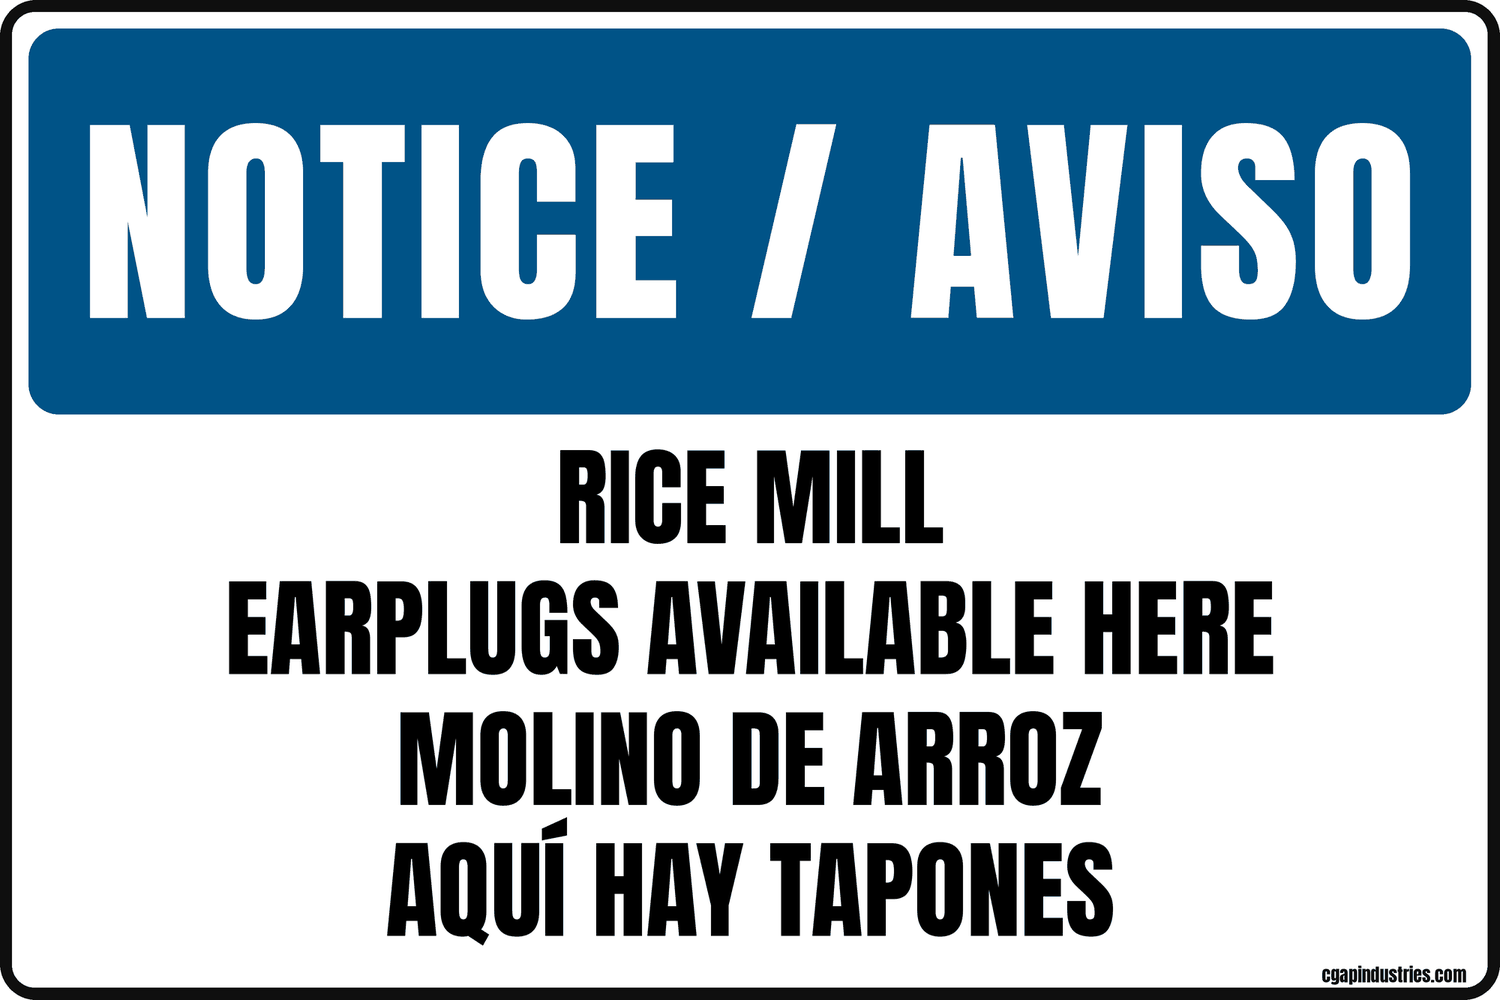 NOTICE / AVISO
RICE MILL
EARPLUGS AVAILABLE HERE
MOLINO DE ARROZ
AQUÍ HAY TAPONES
cgapindustries.com